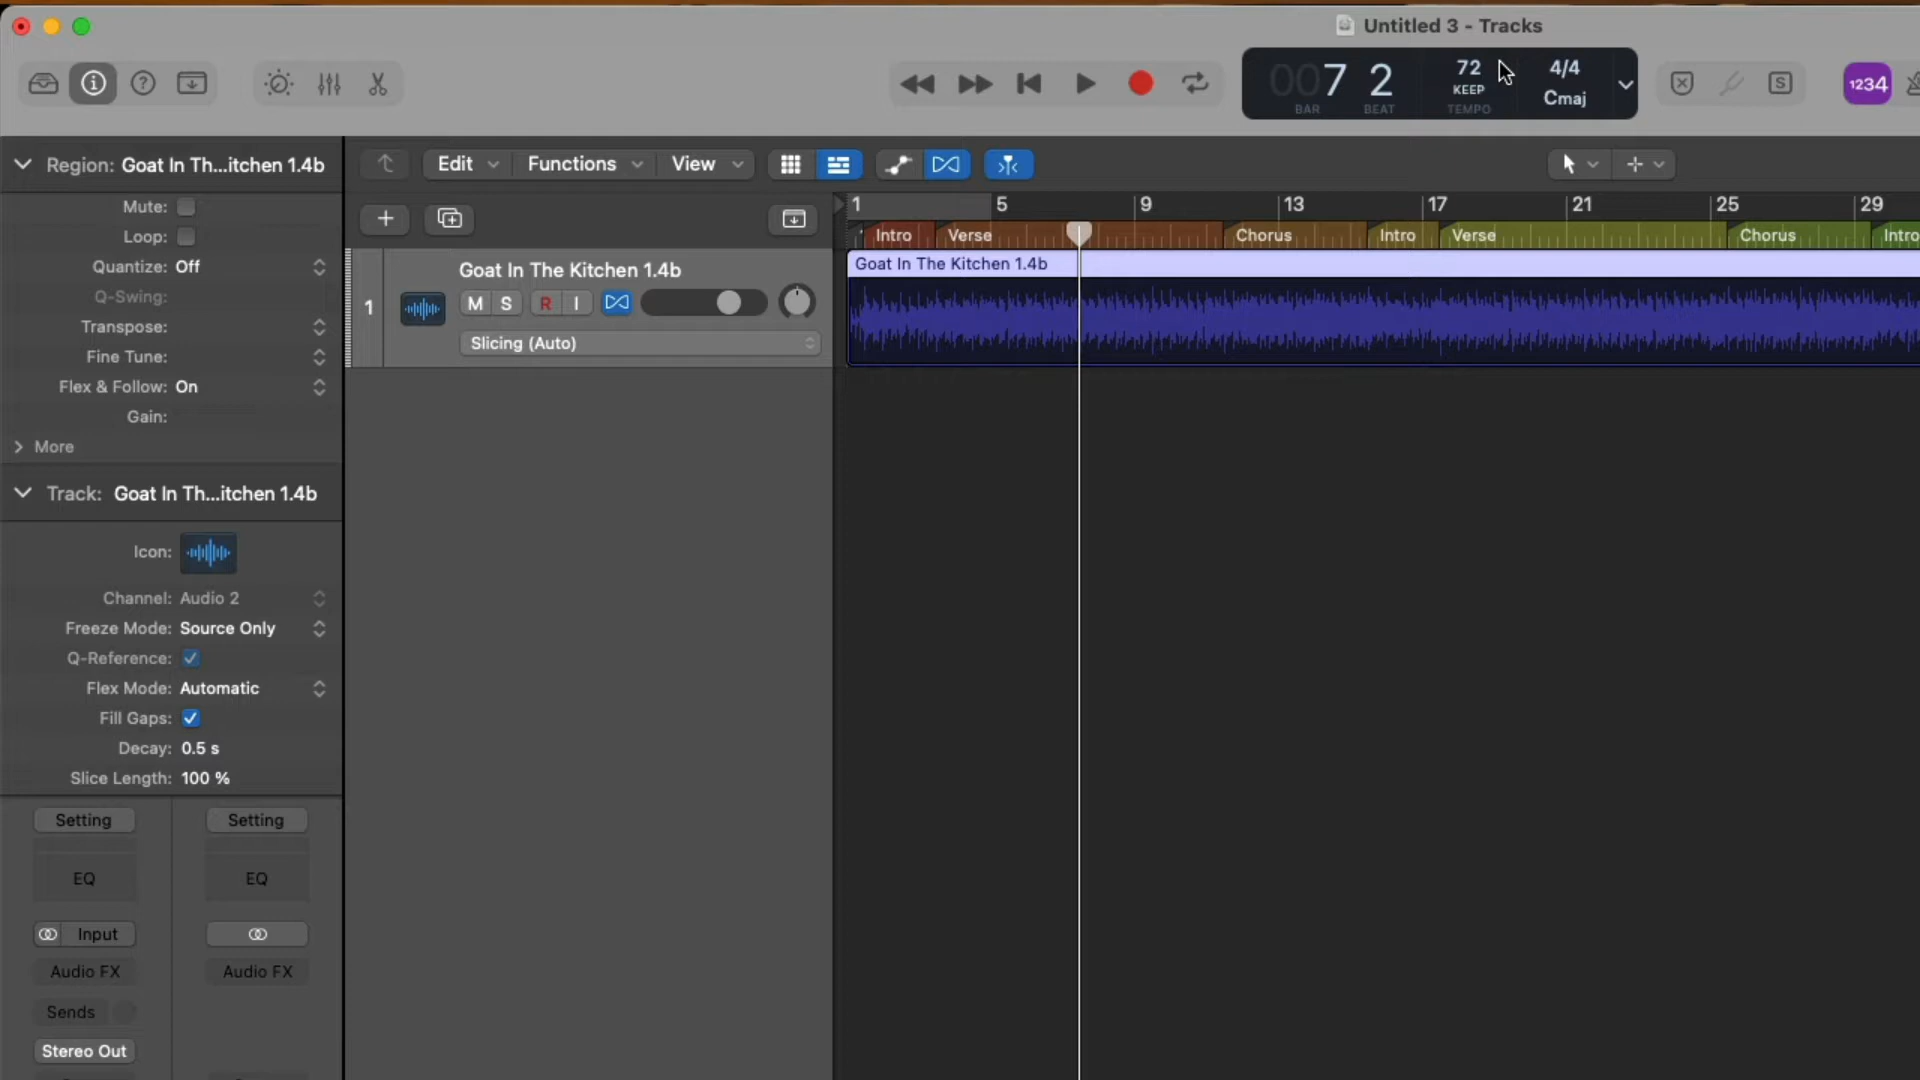 Untitled 3 - Tracks
007 2
BAR BEAT
72
KEEP
TEMPO
4/4
Cmaj
S
1234
Region: Goat In Th...itchen 1.4b
Edit
Functions
View
Mute:
Loop:
Quantize: Off
Q-Swing:
Transpose:
Fine Tune:
Flex & Follow: On
Gain:
More
1 5 9 13 17 21 25 29
Intro Verse Chorus Intro Verse Chorus Intro
Goat In The Kitchen 1.4b
1
Goat In The Kitchen 1.4b
M S R I
Slicing (Auto)
Track: Goat In Th...itchen 1.4b
Icon:
Channel: Audio 2
Freeze Mode: Source Only
Q-Reference:
Flex Mode: Automatic
Fill Gaps:
Decay: 0.5 s
Slice Length: 100 %
Setting Setting
EQ EQ
Input
Audio FX Audio FX
Sends
Stereo Out